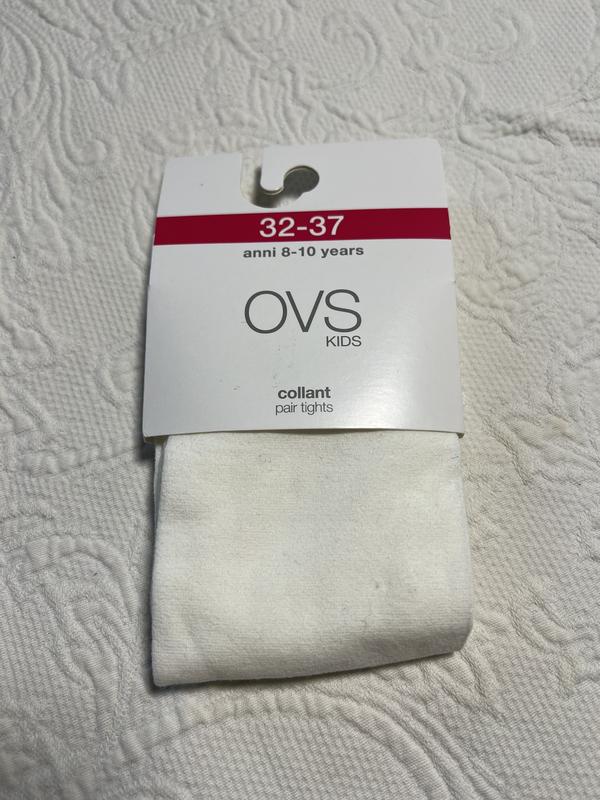 32-37
anni 8-10 years
OVS
KIDS
collant
pair tights